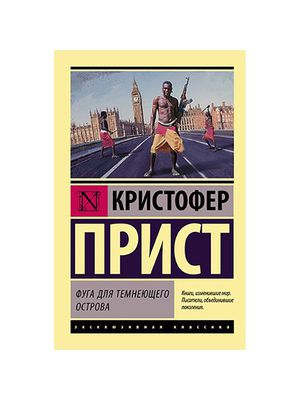 КРИСТОФЕР
ПРИСТ
ФУГА ДЛЯ ТЕМНЕЮЩЕГО
ОСТРОВА
Книги, изменившие мир.
Писатели, объединившие
поколения.
ЭКСКЛЮЗИВНАЯ КЛАССИКА